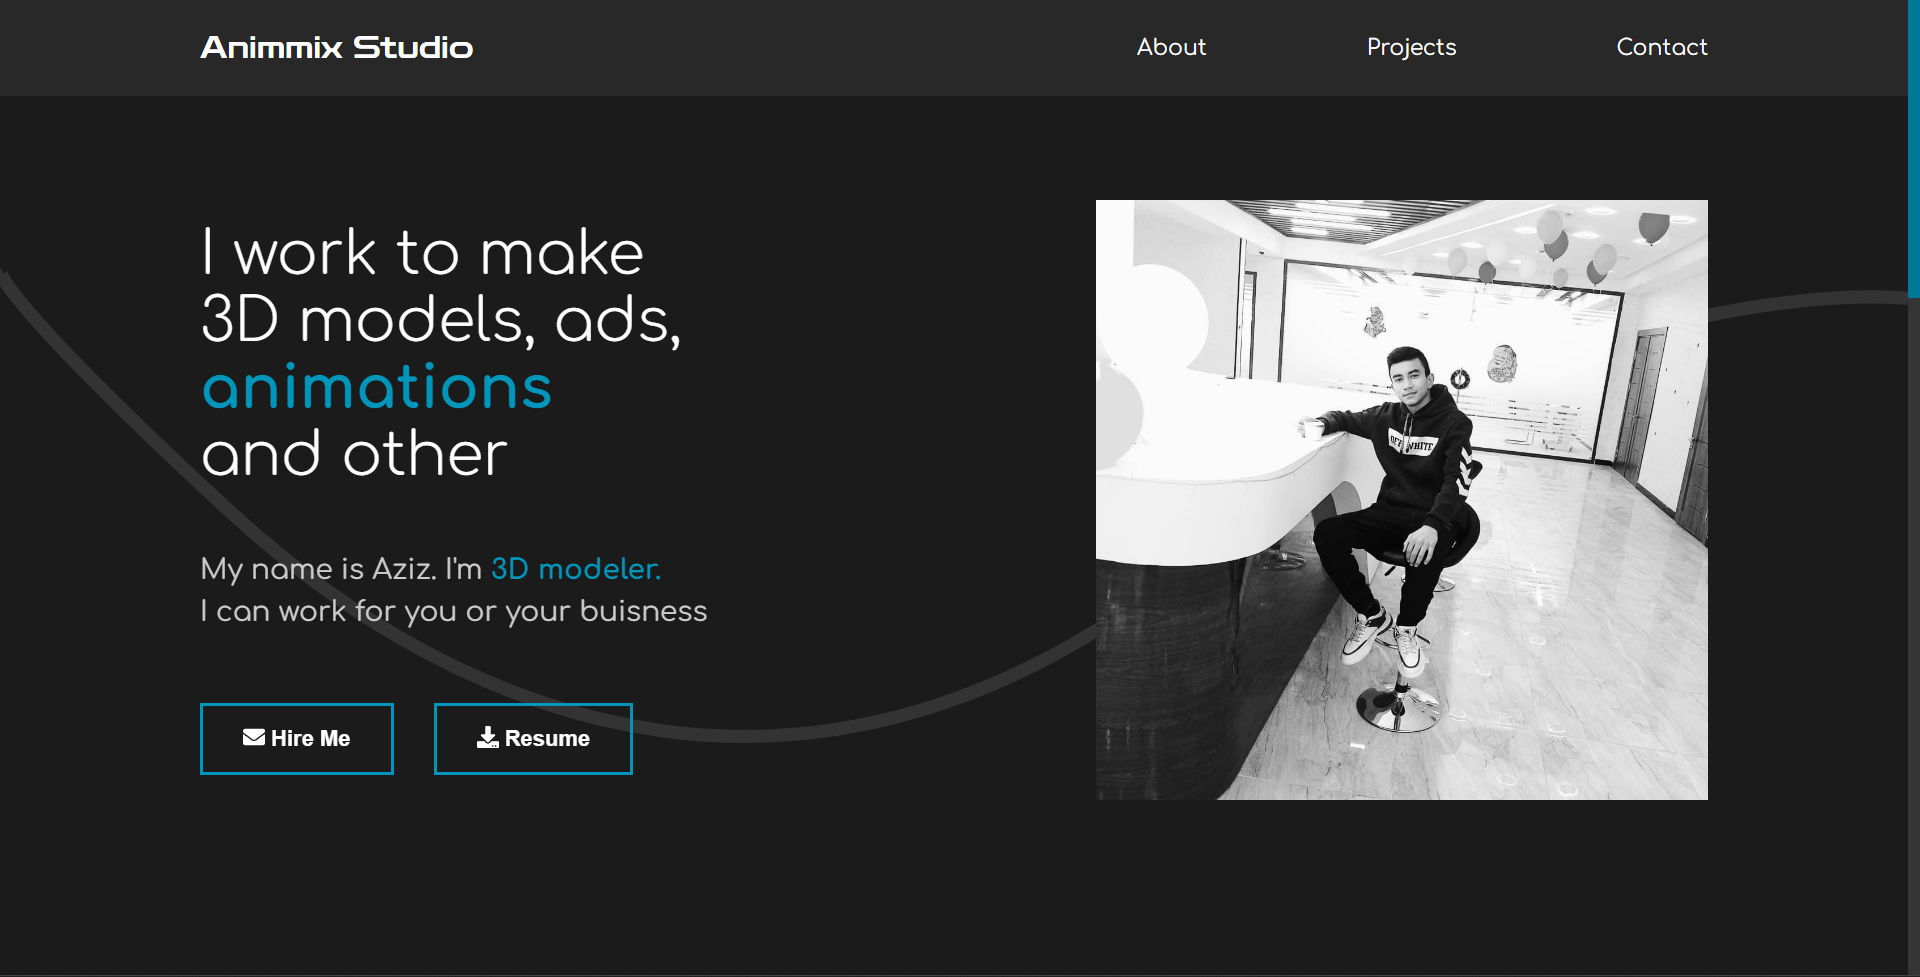 Animmix Studio
About
Projects
Contact
I work to make
3D models, ads,
animations
and other
My name is Aziz. I'm 3D modeler.
I can work for you or your buisness
Hire Me
Resume
OFF WHITE